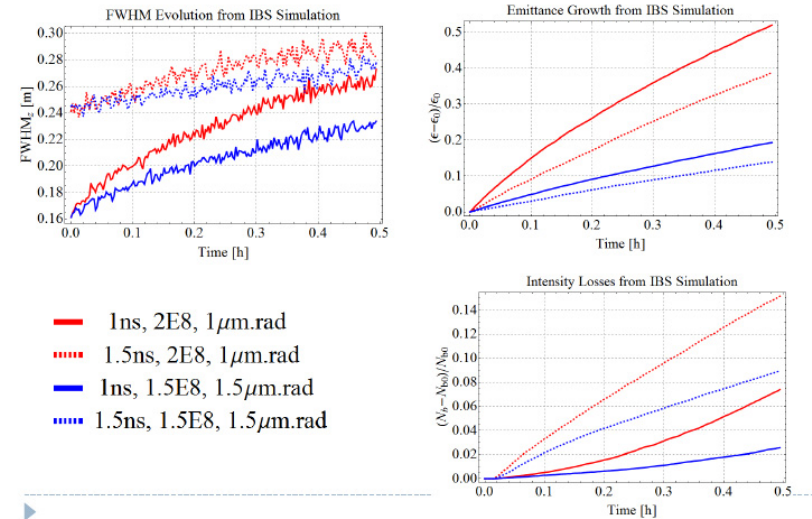 FWHM Evolution from IBS Simulation
0.30
0.28
0.26
0.24
0.22
0.20
0.18
0.16
FWHMz [m]
0.0 0.1 0.2 0.3 0.4 0.5
Time [h]
Emittance Growth from IBS Simulation
0.5
0.4
0.3
0.2
0.1
0.0
(ϵ−ϵ0)/ϵ0
0.0 0.1 0.2 0.3 0.4 0.5
Time [h]
1ns, 2E8, 1μm.rad
1.5ns, 2E8, 1μm.rad
1ns, 1.5E8, 1.5μm.rad
1.5ns, 1.5E8, 1.5μm.rad
Intensity Losses from IBS Simulation
0.14
0.12
0.10
0.08
0.06
0.04
0.02
0.00
(Nb−Nb0)/Nb0
0.0 0.1 0.2 0.3 0.4 0.5
Time [h]